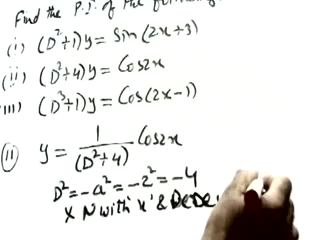 Find the P.I. of the
(i) (D²+1)y = Sin(2x+3)
(ii) (D²+4)y = Cos2x
(iii) (D³+1)y = Cos(2x-1)
(ii) y = 1/(D²+4) Cos2x
D² = -a² = -2² = -4
X N with 'x' &